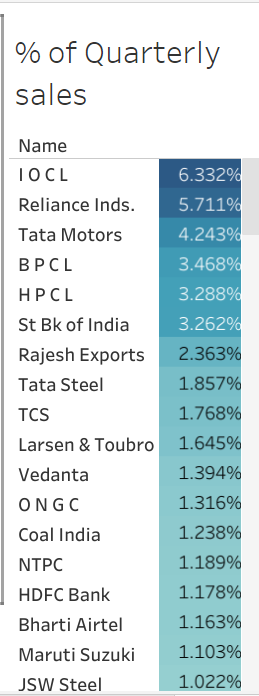 % of Quarterly
sales
Name
I O C L 6.332%
Reliance Inds. 5.711%
Tata Motors 4.243%
B P C L 3.468%
H P C L 3.288%
St Bk of India 3.262%
Rajesh Exports 2.363%
Tata Steel 1.857%
TCS 1.768%
Larsen & Toubro 1.645%
Vedanta 1.394%
O N G C 1.316%
Coal India 1.238%
NTPC 1.189%
HDFC Bank 1.178%
Bharti Airtel 1.163%
Maruti Suzuki 1.103%
JSW Steel 1.022%